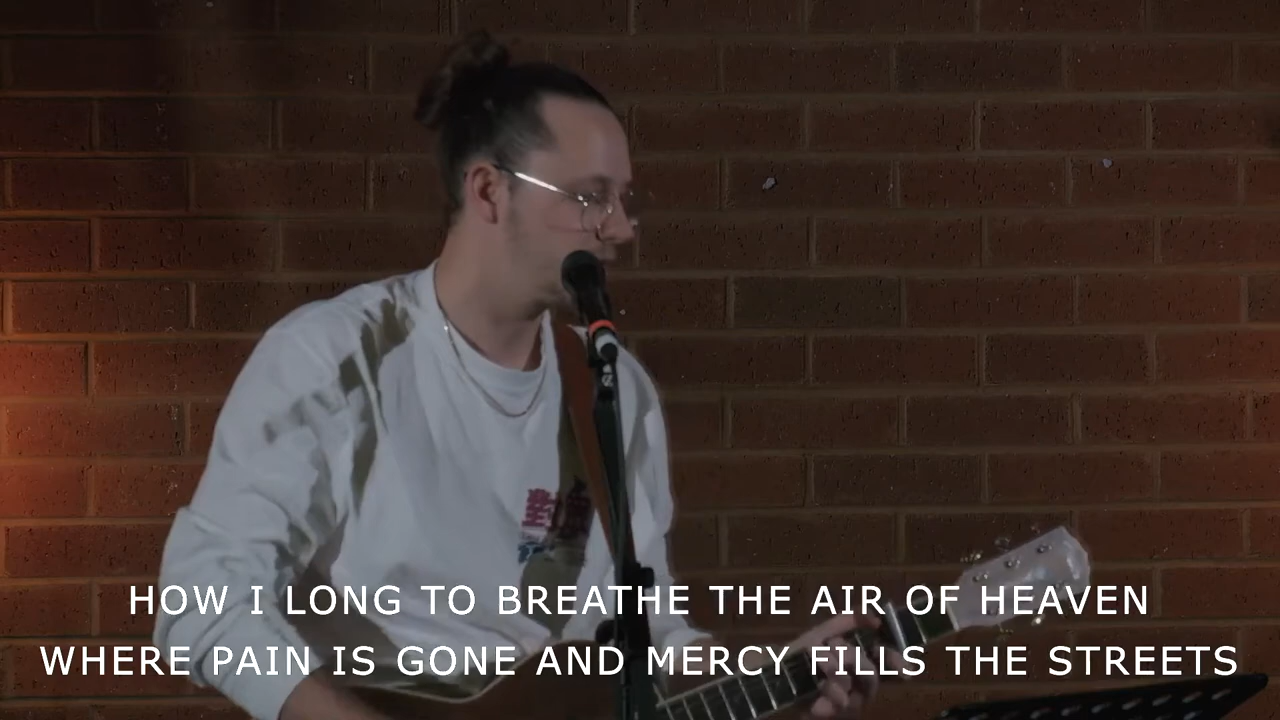 HOW I LONG TO BREATHE THE AIR OF HEAVEN
WHERE PAIN IS GONE AND MERCY FILLS THE STREETS